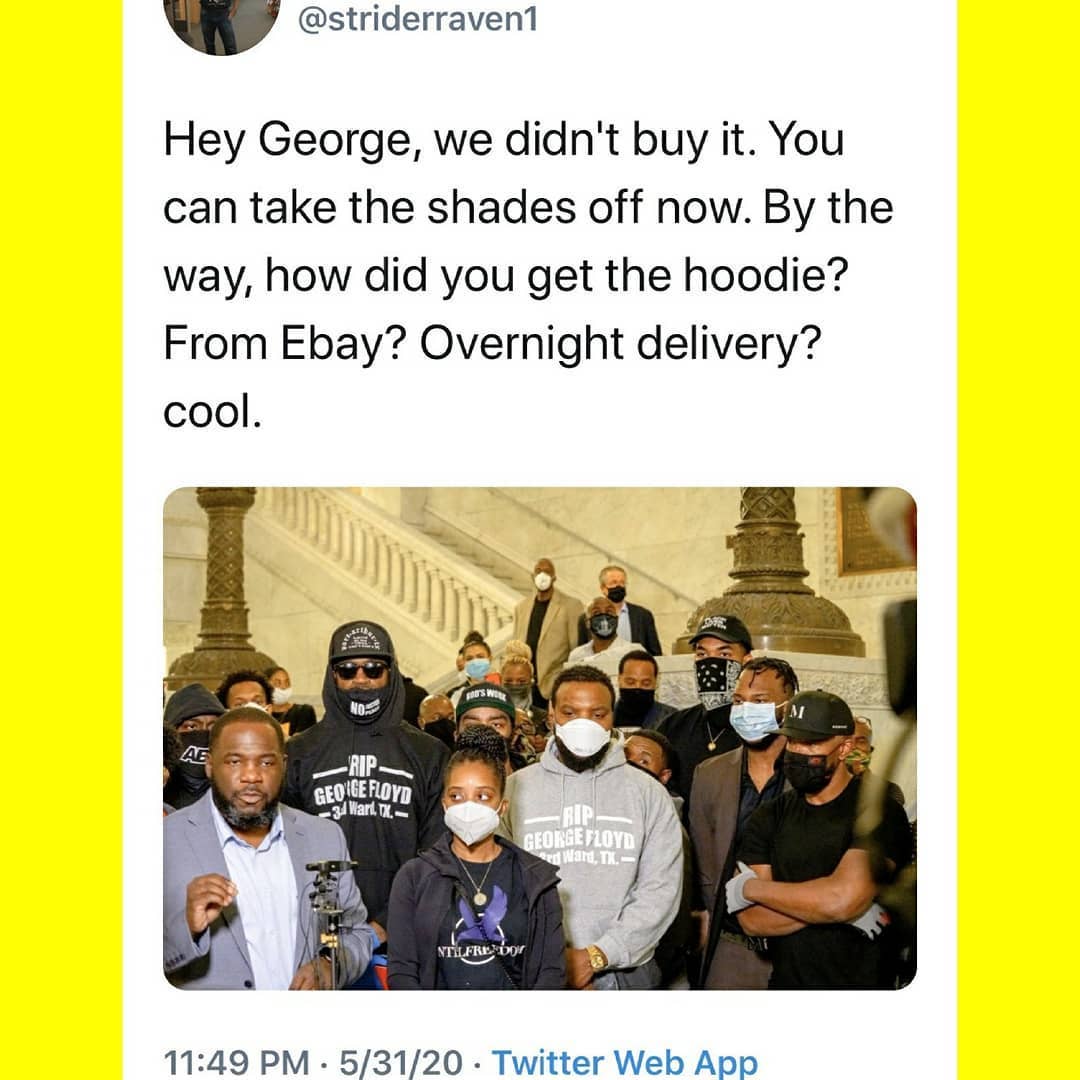 @striderraven1
Hey George, we didn't buy it. You
can take the shades off now. By the
way, how did you get the hoodie?
From Ebay? Overnight delivery?
cool.
GOD'S WORK
NO
AE
RIP
GEORGE FLOYD
3rd Ward, TX.
RIP
GEORGE FLOYD
3rd Ward, TX.
M
NTILFREEDOM
11:49 PM · 5/31/20 · Twitter Web App